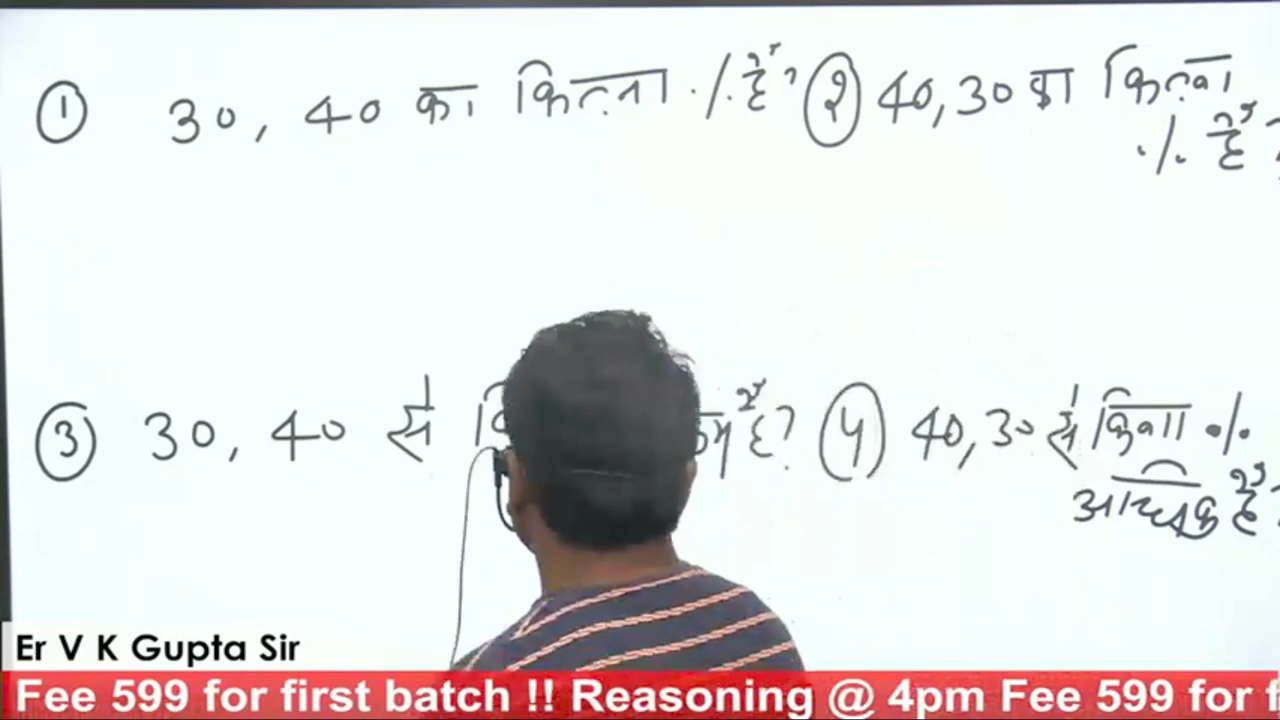 ① 30, 40 का कितना % है?
② 40, 30 का कितना
% है?
③ 30, 40 से है?
④ 40, 30 से कितना %
अधिक है?
Er V K Gupta Sir
Fee 599 for first batch !! Reasoning @ 4pm Fee 599 for f